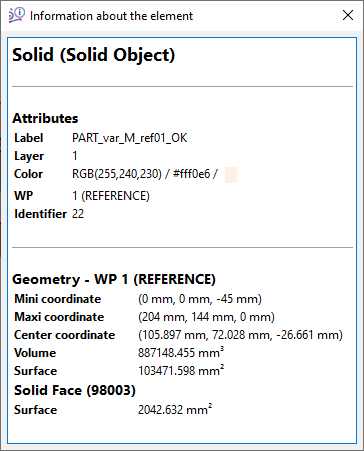 Information about the element
Solid (Solid Object)
Attributes
Label PART_var_M_ref01_OK
Layer 1
Color RGB(255,240,230) / #fff0e6 /
WP 1 (REFERENCE)
Identifier 22
Geometry - WP 1 (REFERENCE)
Mini coordinate (0 mm, 0 mm, -45 mm)
Maxi coordinate (204 mm, 144 mm, 0 mm)
Center coordinate (105.897 mm, 72.028 mm, -26.661 mm)
Volume 887148.455 mm³
Surface 103471.598 mm²
Solid Face (98003)
Surface 2042.632 mm²